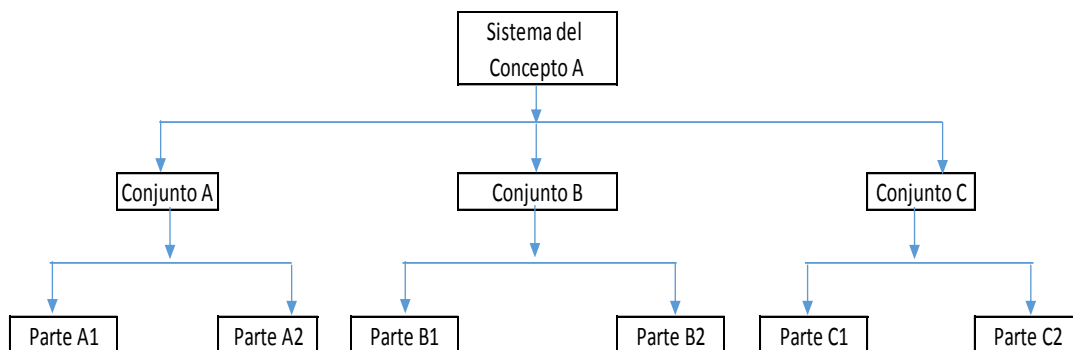 Sistema del
Concepto A
Conjunto A
Conjunto B
Conjunto C
Parte A1
Parte A2
Parte B1
Parte B2
Parte C1
Parte C2